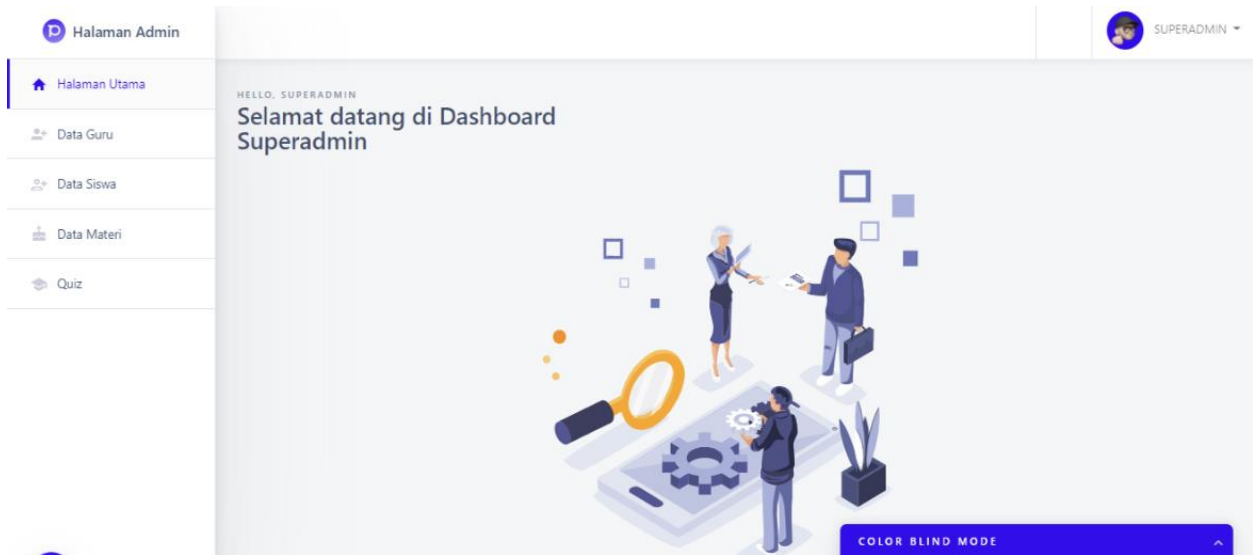 Halaman Admin
SUPERADMIN
Halaman Utama
Data Guru
Data Siswa
Data Materi
Quiz
HELLO, SUPERADMIN
Selamat datang di Dashboard
Superadmin
COLOR BLIND MODE